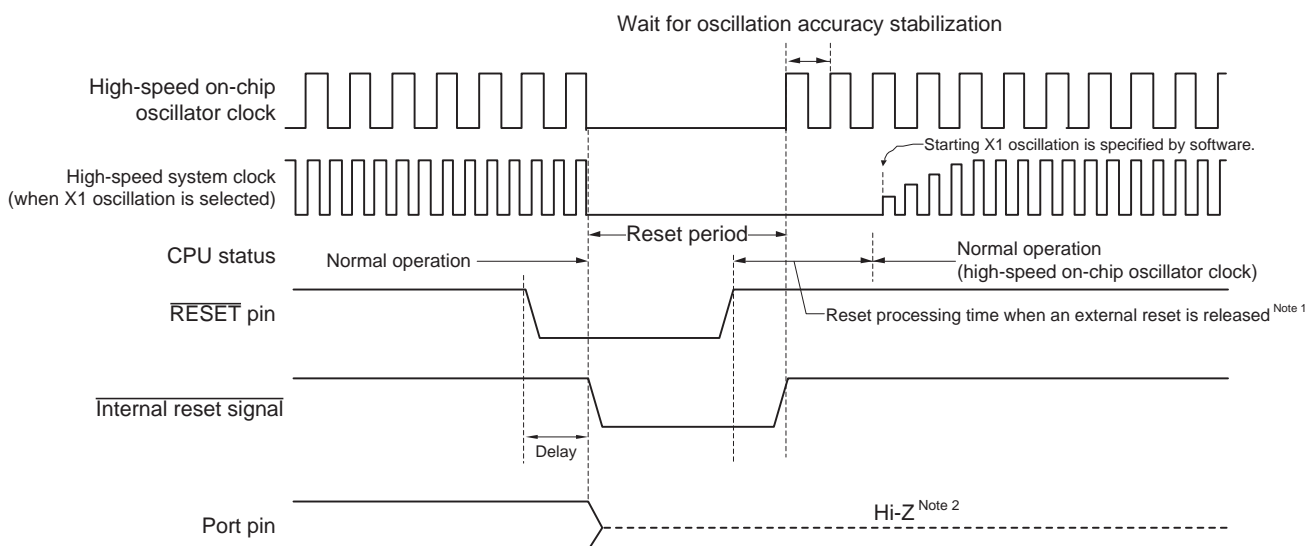 Wait for oscillation accuracy stabilization
High-speed on-chip
oscillator clock
Starting X1 oscillation is specified by software.
High-speed system clock
(when X1 oscillation is selected)
Reset period
CPU status
Normal operation
Normal operation
(high-speed on-chip oscillator clock)
RESET pin
Reset processing time when an external reset is released Note 1
Internal reset signal
Delay
Port pin
Hi-Z Note 2